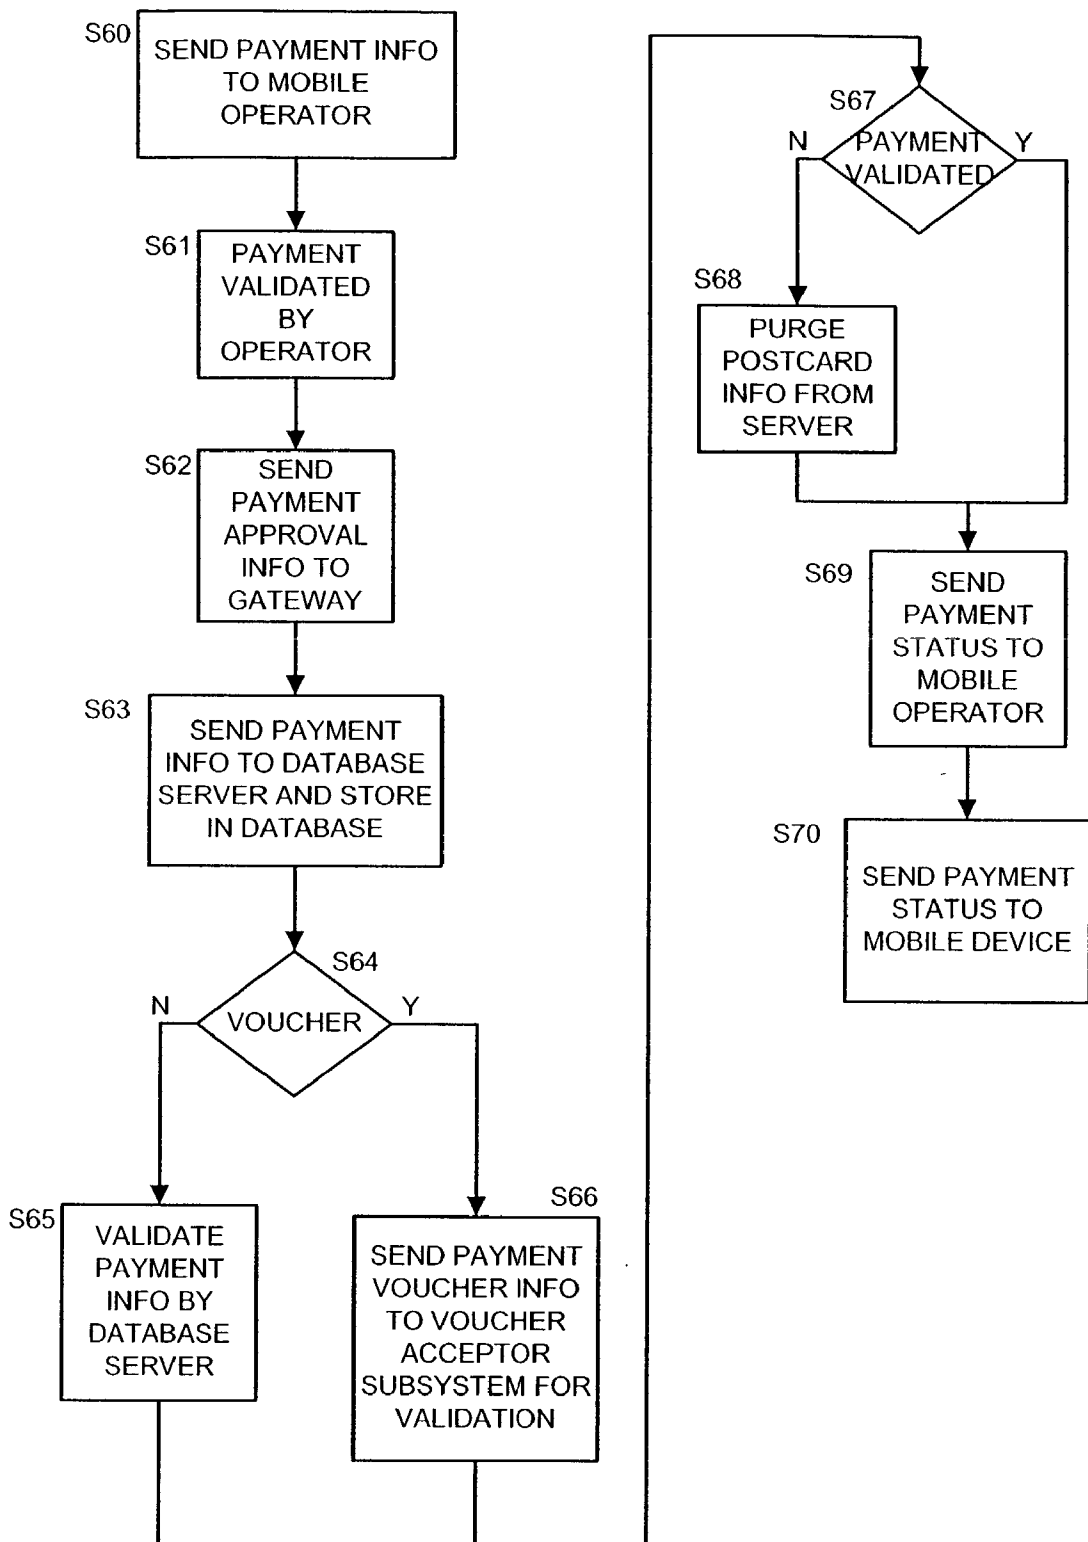 S60
SEND PAYMENT INFO
TO MOBILE
OPERATOR
S61
PAYMENT
VALIDATED
BY
OPERATOR
S62
SEND
PAYMENT
APPROVAL
INFO TO
GATEWAY
S63
SEND PAYMENT
INFO TO DATABASE
SERVER AND STORE
IN DATABASE
S64
N
VOUCHER
Y
S65
VALIDATE
PAYMENT
INFO BY
DATABASE
SERVER
S66
SEND PAYMENT
VOUCHER INFO
TO VOUCHER
ACCEPTOR
SUBSYSTEM FOR
VALIDATION
S67
N
PAYMENT
VALIDATED
Y
S68
PURGE
POSTCARD
INFO FROM
SERVER
S69
SEND
PAYMENT
STATUS TO
MOBILE
OPERATOR
S70
SEND PAYMENT
STATUS TO
MOBILE DEVICE